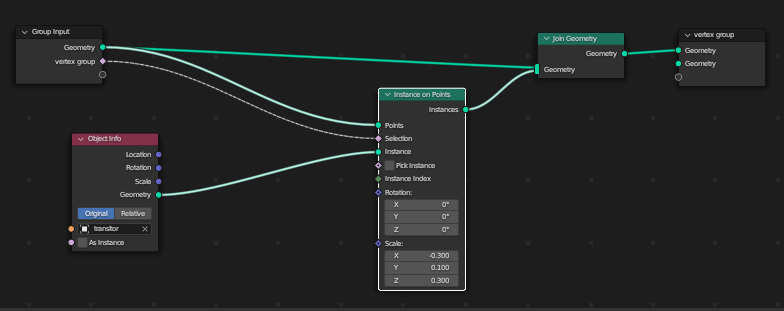 Group Input
Geometry
vertex group
Object Info
Location
Rotation
Scale
Geometry
Original Relative
transitor
As Instance
Instance on Points
Instances
Points
Selection
Instance
Pick Instance
Instance Index
Rotation:
X 0°
Y 0°
Z 0°
Scale:
X -0.300
Y 0.100
Z 0.300
Join Geometry
Geometry
Geometry
vertex group
Geometry
Geometry